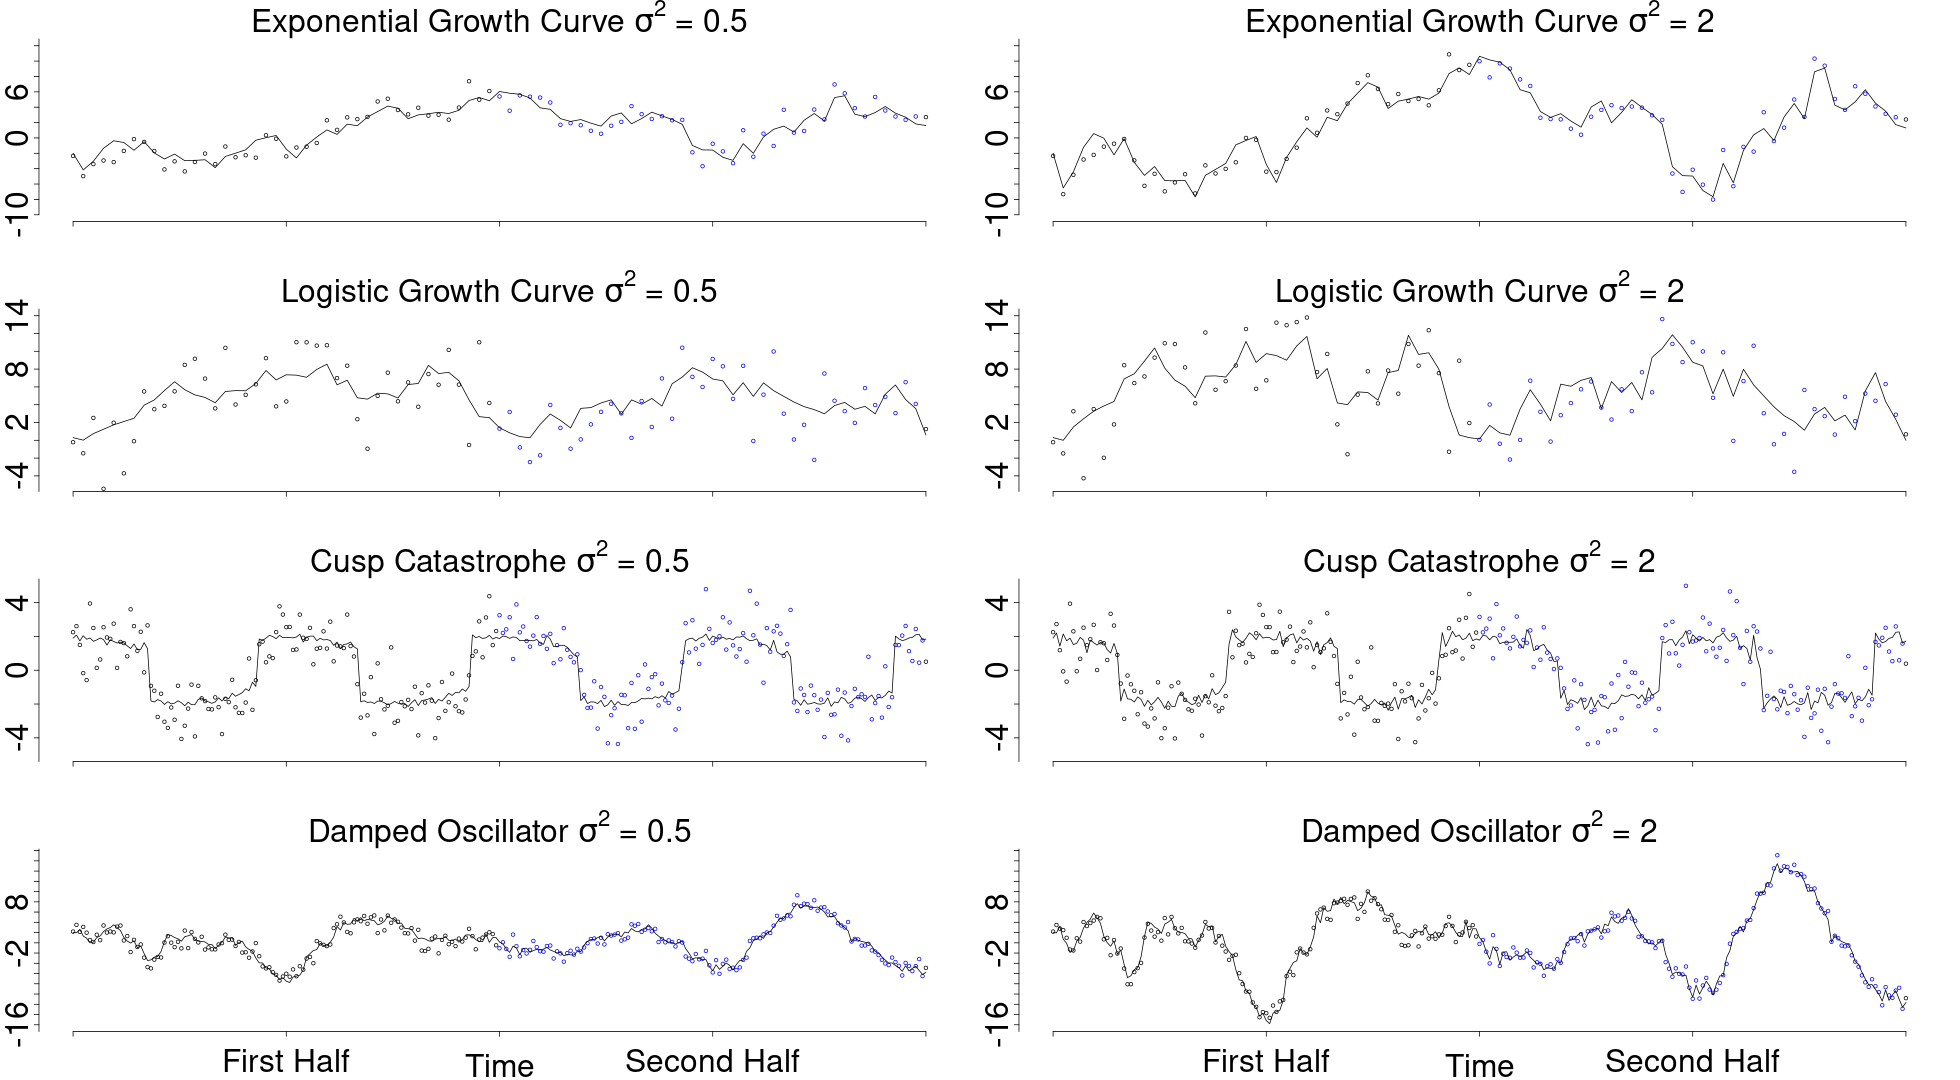 Exponential Growth Curve σ² = 0.5
6
0
-10
Exponential Growth Curve σ² = 2
6
0
-10
Logistic Growth Curve σ² = 0.5
14
8
2
-4
Logistic Growth Curve σ² = 2
14
8
2
-4
Cusp Catastrophe σ² = 0.5
4
0
-4
Cusp Catastrophe σ² = 2
4
0
-4
Damped Oscillator σ² = 0.5
8
-2
-16
First Half Time Second Half
Damped Oscillator σ² = 2
8
-2
-16
First Half Time Second Half